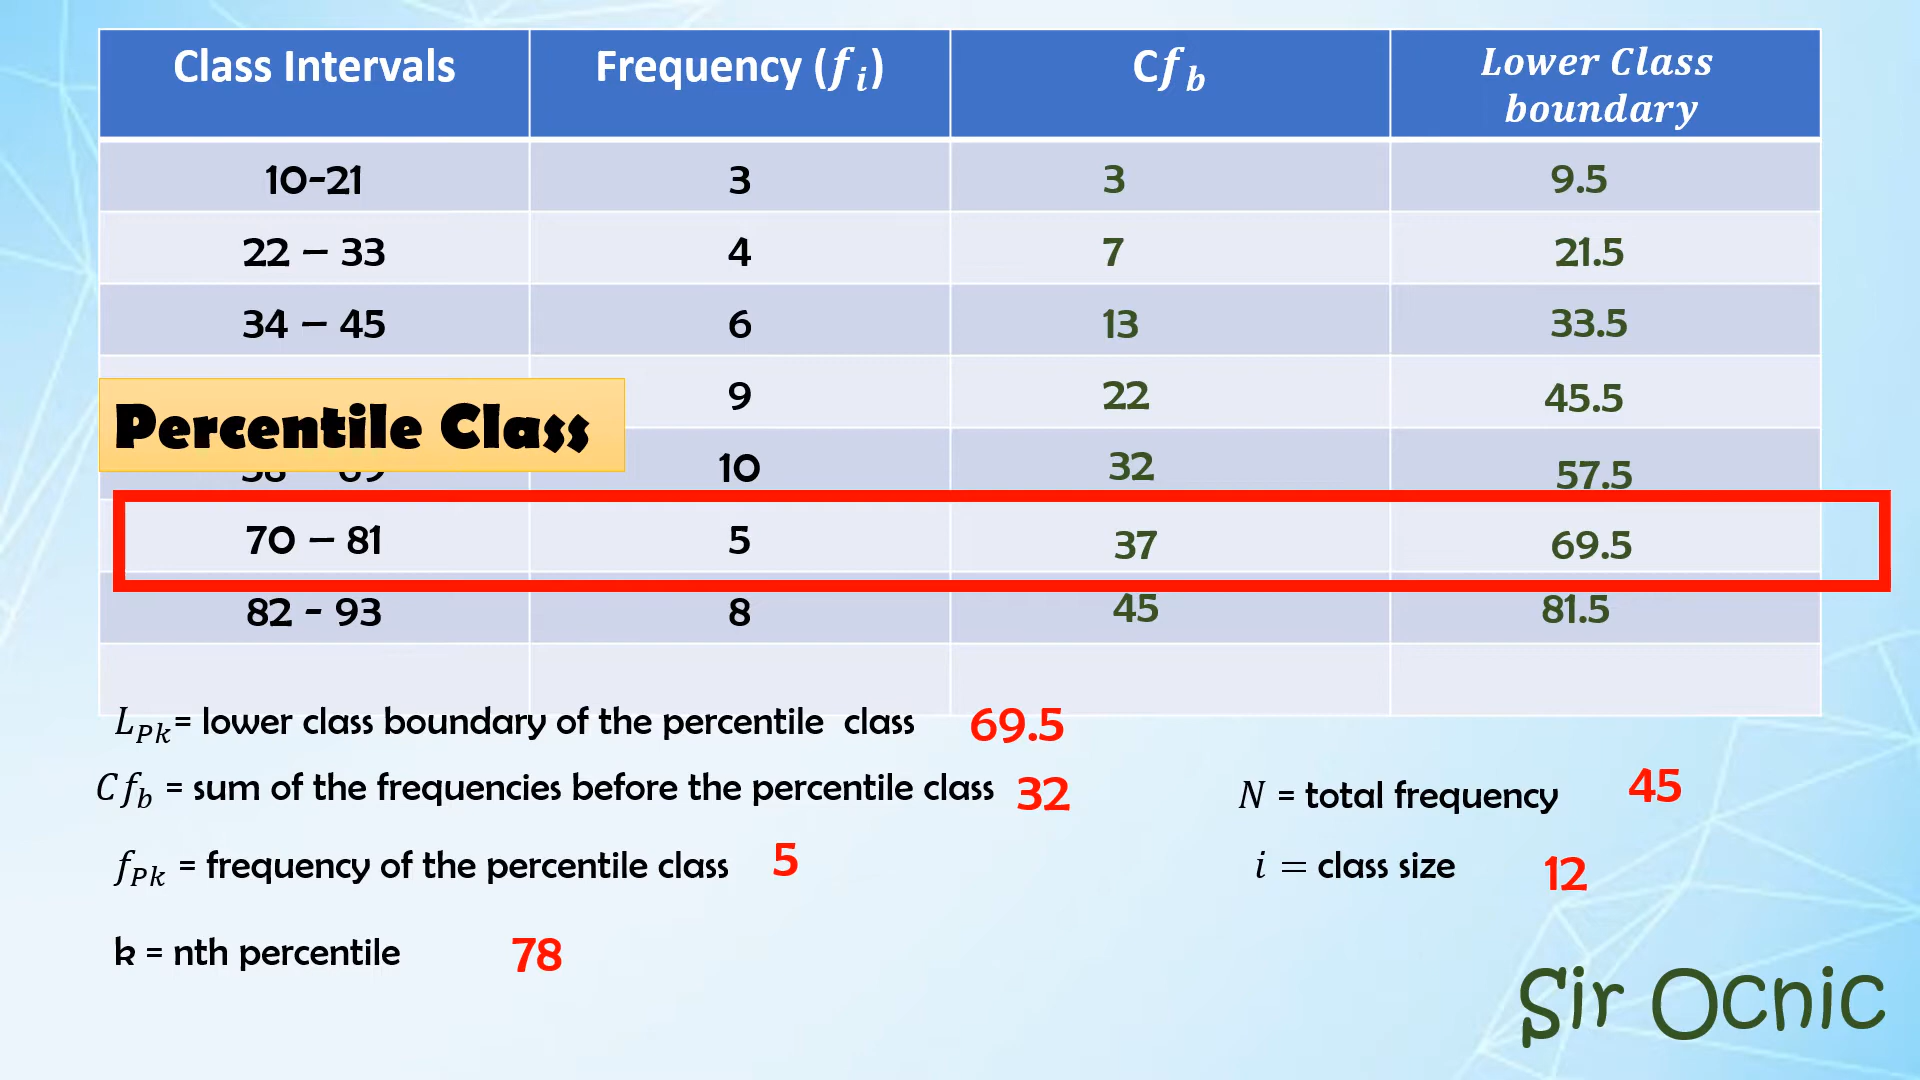 Class Intervals Frequency (𝒇ᵢ) C𝒇_b Lower Class boundary
10-21 3 3 9.5
22 – 33 4 7 21.5
34 – 45 6 13 33.5
9 22 45.5
Percentile Class
10 32 57.5
70 – 81 5 37 69.5
82 - 93 8 45 81.5
L_Pk= lower class boundary of the percentile class 69.5
Cf_b = sum of the frequencies before the percentile class 32
N = total frequency 45
f_Pk = frequency of the percentile class 5
i = class size 12
k = nth percentile 78
Sir Ocnic